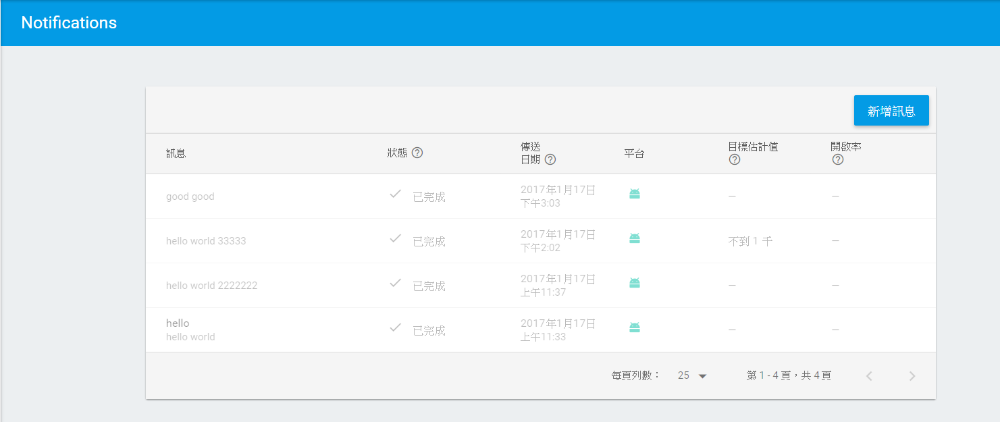 Notifications
新增訊息
訊息
狀態
傳送
日期
平台
目標估計值
開啟率
good good
已完成
2017年1月17日
下午3:03
—
—
hello world 33333
已完成
2017年1月17日
下午2:02
不到 1 千
—
hello world 2222222
已完成
2017年1月17日
上午11:37
—
—
hello
hello world
已完成
2017年1月17日
上午11:33
—
—
每頁列數： 25 第 1 - 4 頁，共 4 頁